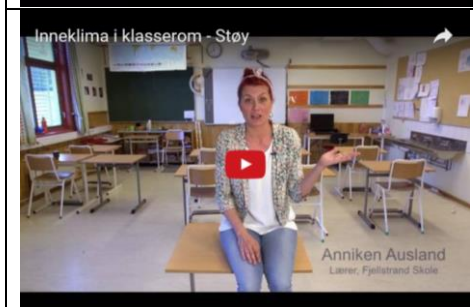 Inneklima i klasserom - Støy
Anniken Ausland
Lærer, Fjellstrand Skole